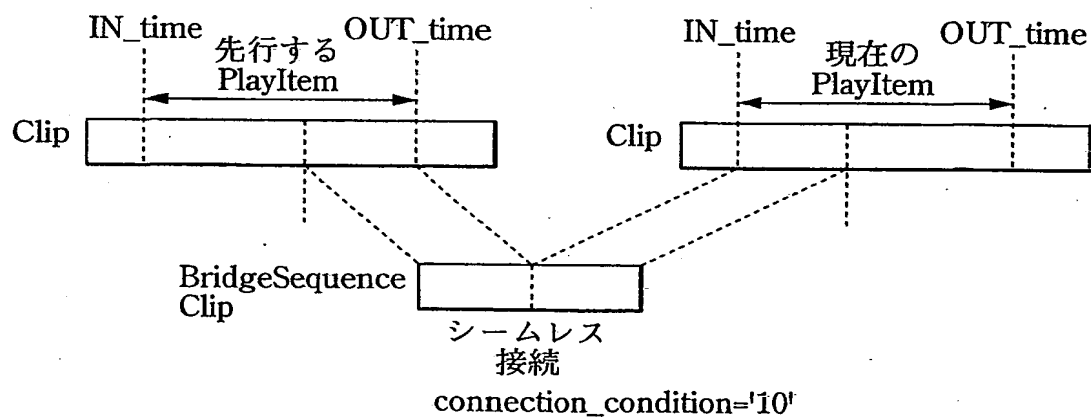 IN_time
OUT_time
先行する
PlayItem
Clip
IN_time
OUT_time
現在の
PlayItem
Clip
BridgeSequence
Clip
シームレス
接続
connection_condition='10'